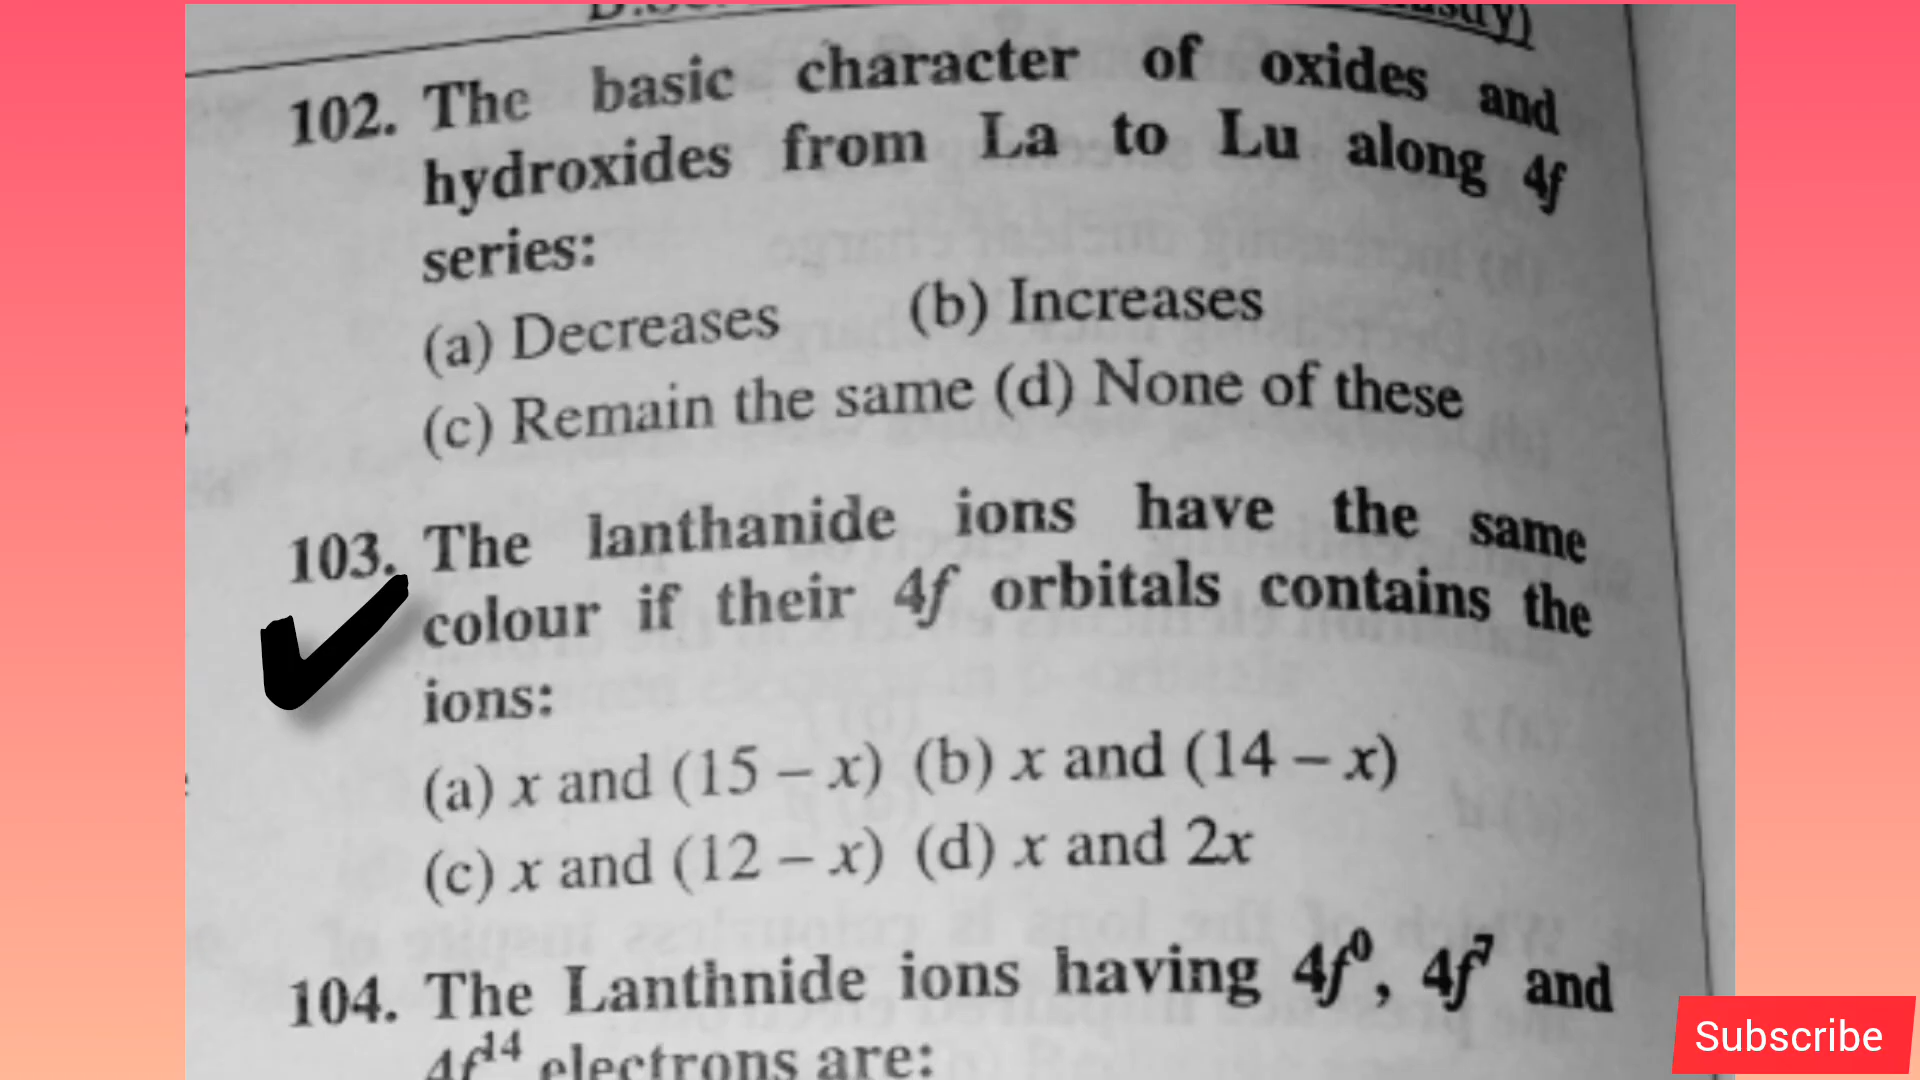 102. The basic character of oxides and
hydroxides from La to Lu along 4f
series:
(a) Decreases (b) Increases
(c) Remain the same (d) None of these
103. The lanthanide ions have the same
colour if their 4f orbitals contains the
ions:
(a) x and (15 – x) (b) x and (14 – x)
(c) x and (12 – x) (d) x and 2x
104. The Lanthnide ions having 4f⁰, 4f⁷ and
4f¹⁴ electrons are:
Subscribe